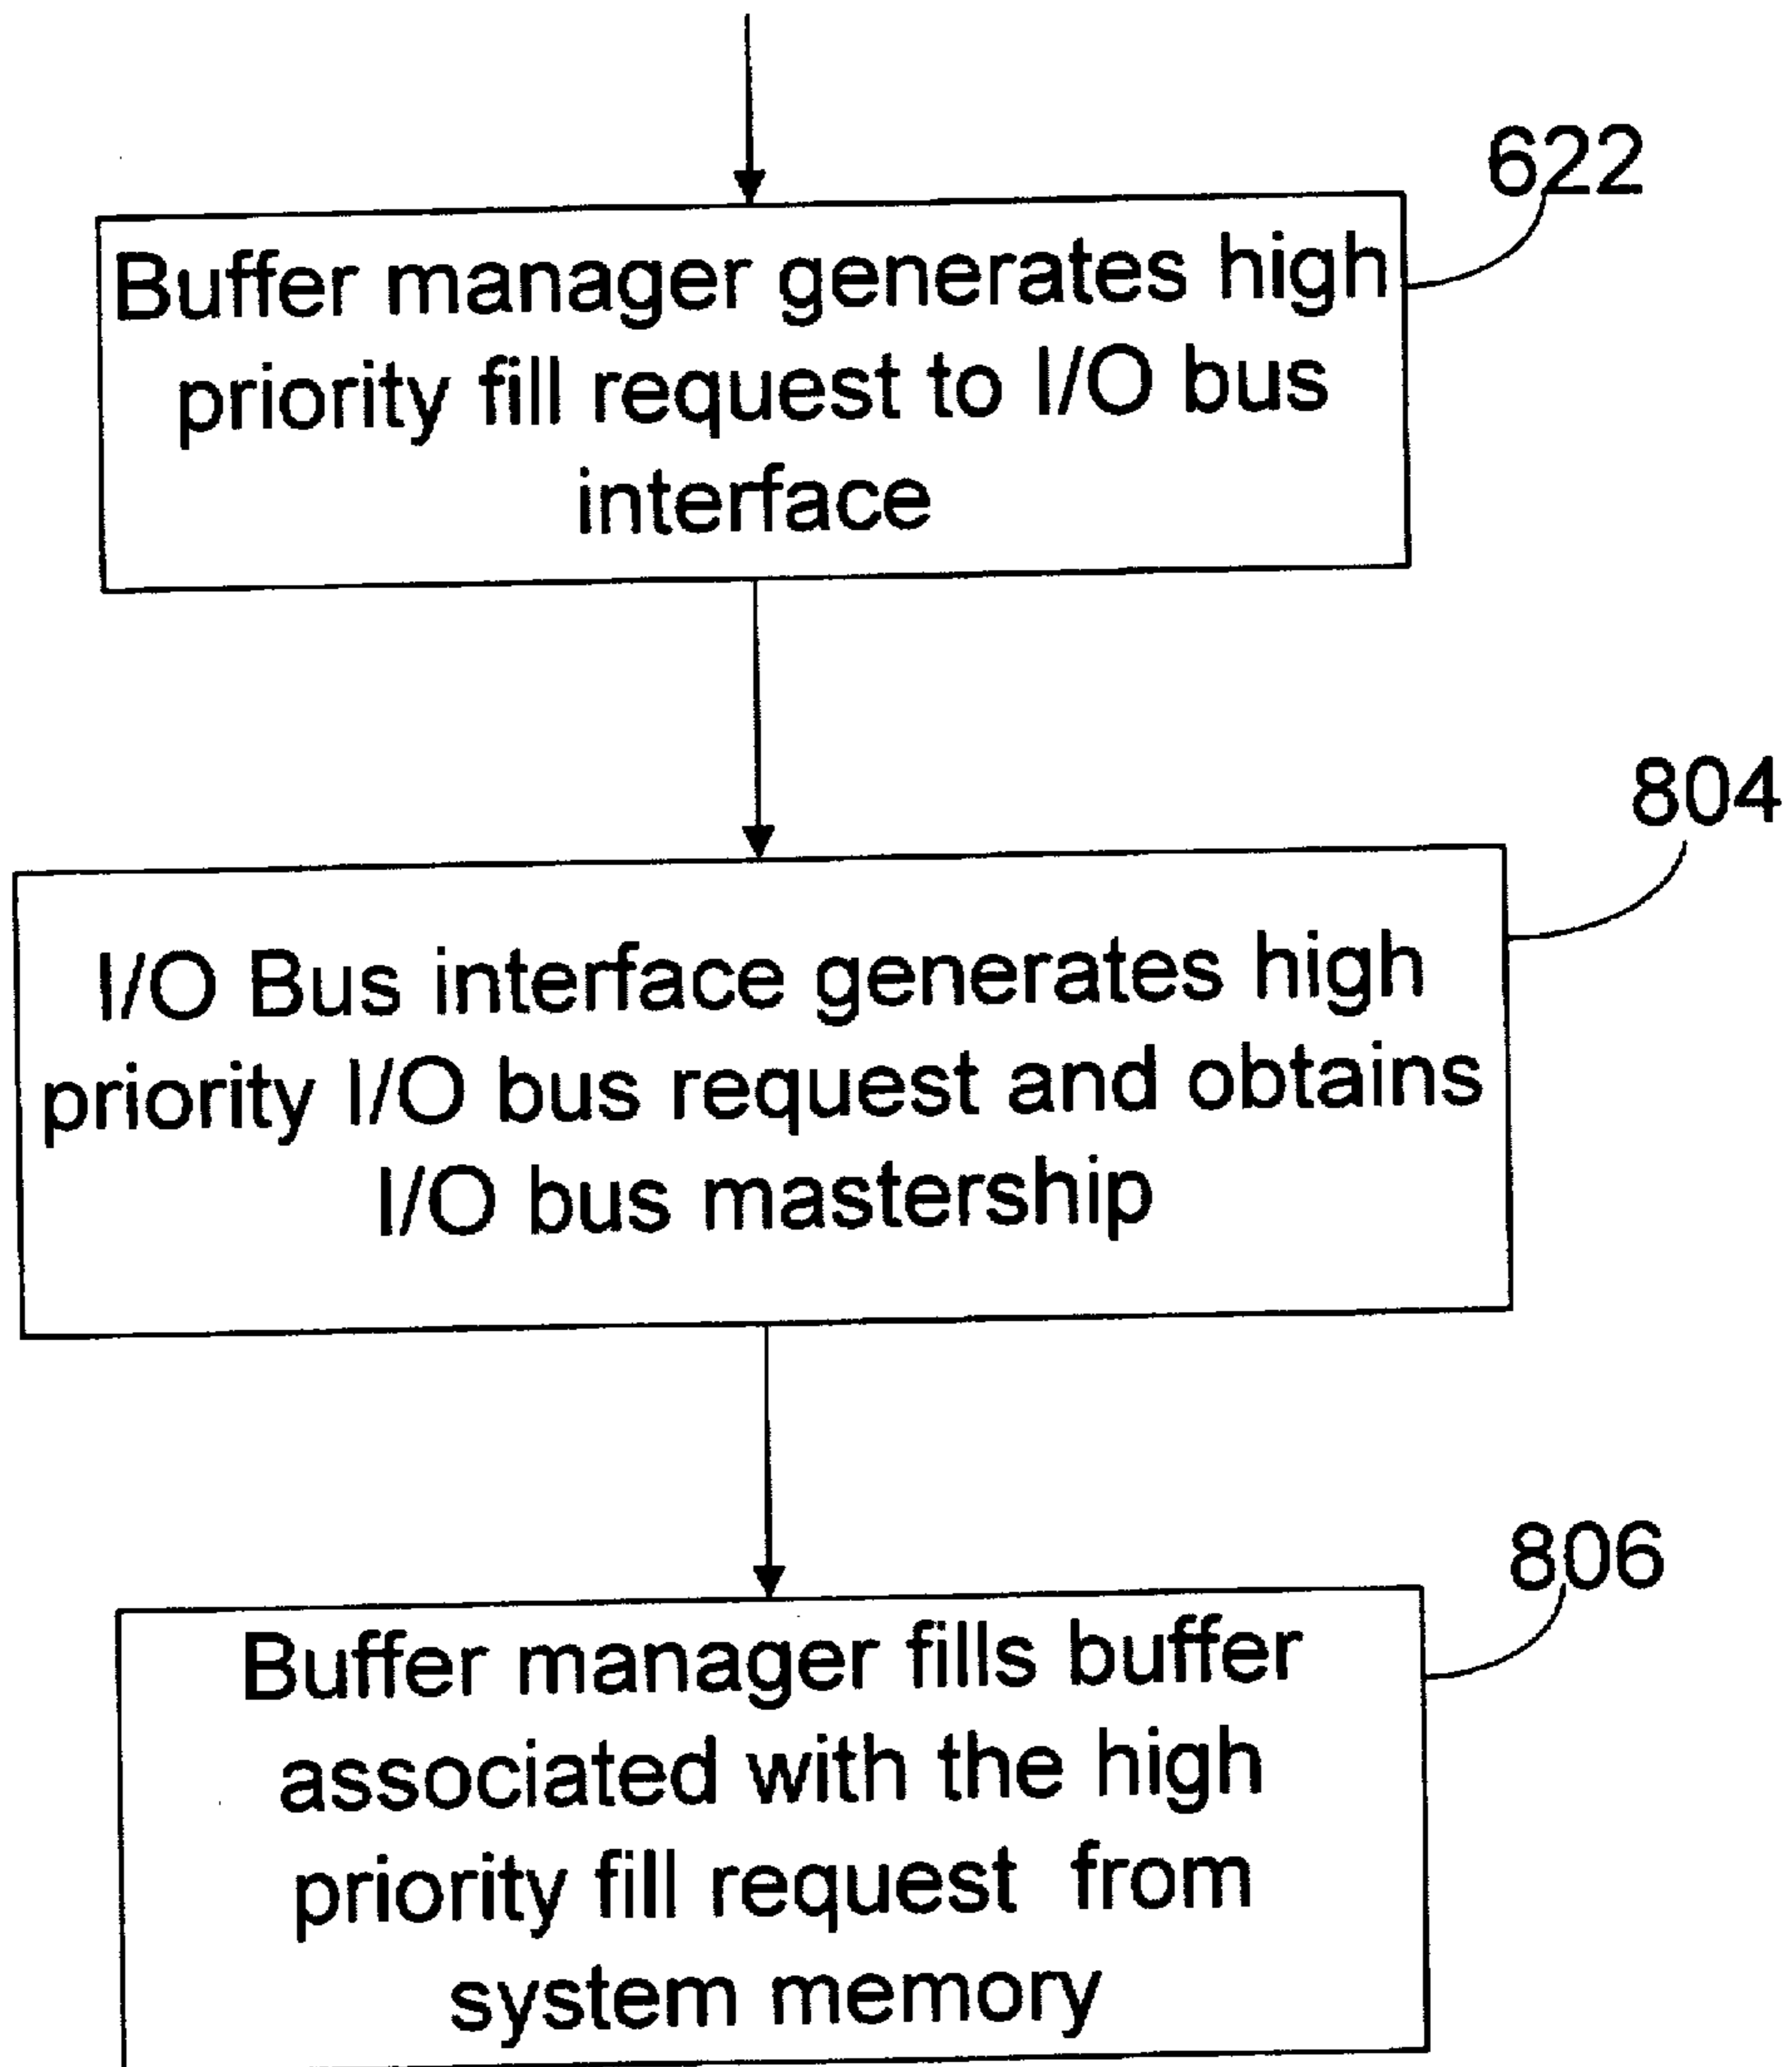 622
Buffer manager generates high
priority fill request to I/O bus
interface
804
I/O Bus interface generates high
priority I/O bus request and obtains
I/O bus mastership
806
Buffer manager fills buffer
associated with the high
priority fill request from
system memory